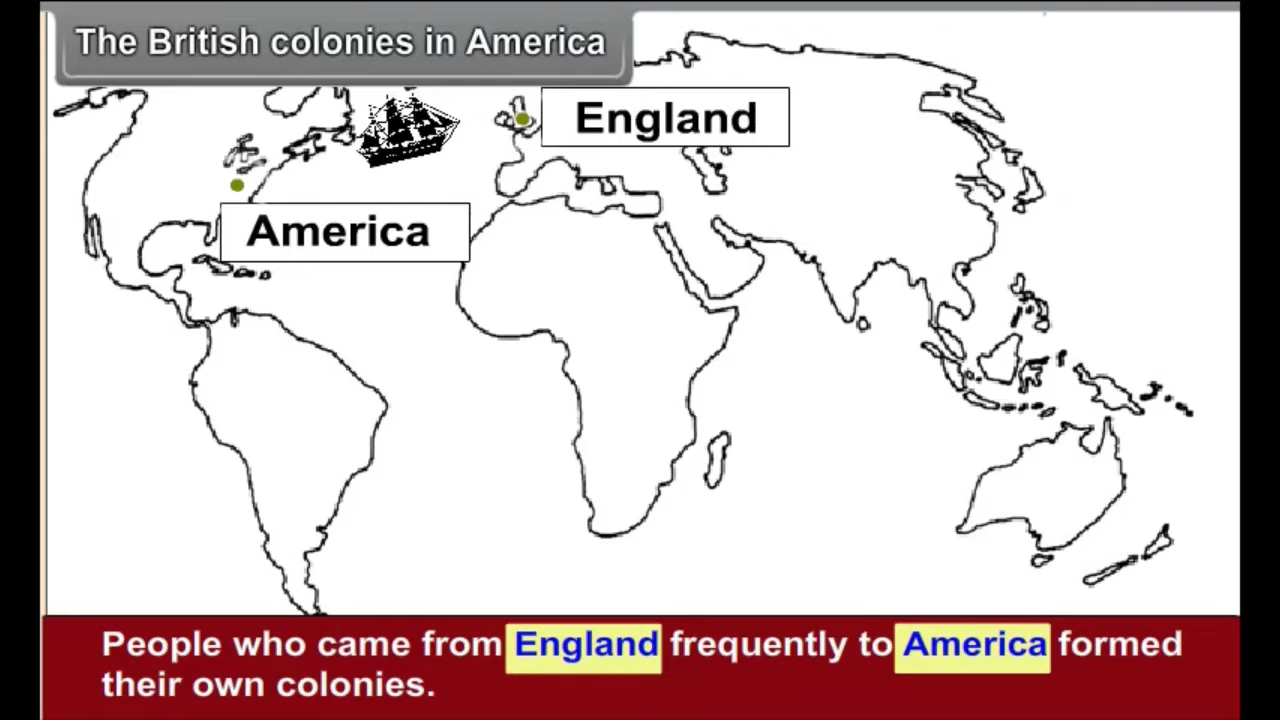 The British colonies in America
England
America
People who came from England frequently to America formed
their own colonies.